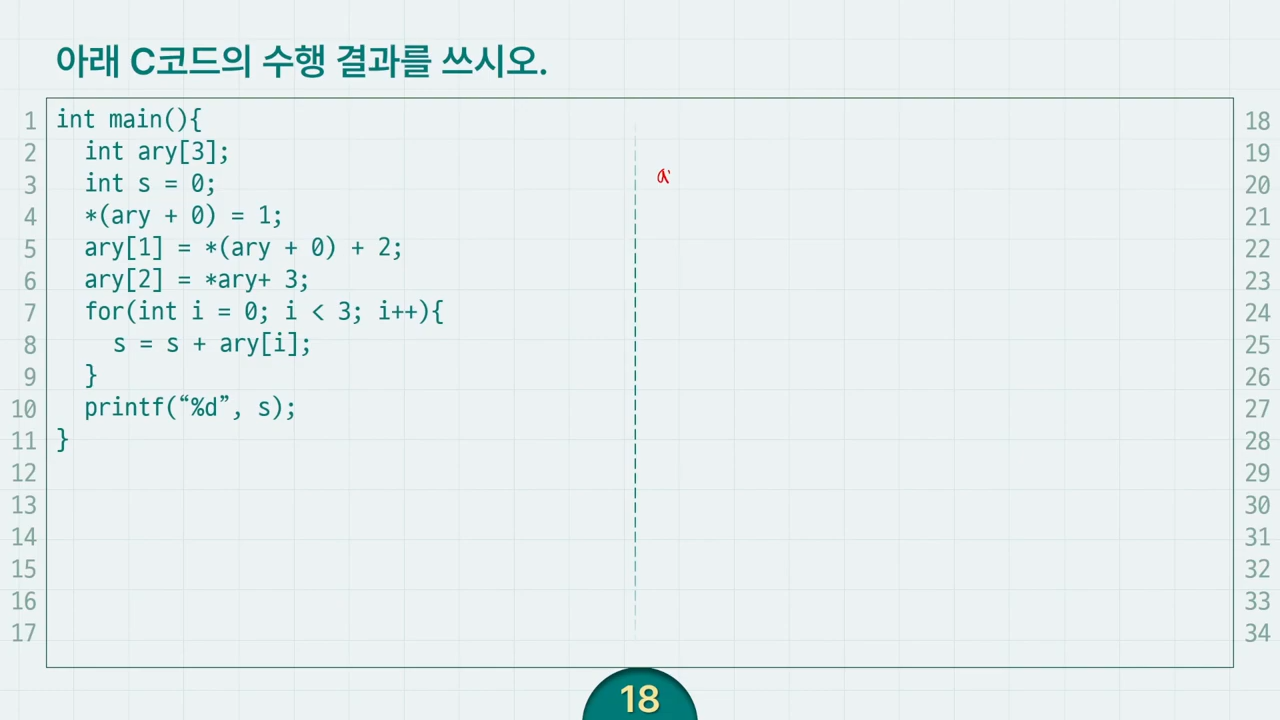 아래 C코드의 수행 결과를 쓰시오.
1 int main(){
2 int ary[3];
3 int s = 0;
4 *(ary + 0) = 1;
5 ary[1] = *(ary + 0) + 2;
6 ary[2] = *ary+ 3;
7 for(int i = 0; i < 3; i++){
8 s = s + ary[i];
9 }
10 printf(“%d”, s);
11 }
12
13
14
15
16
17
a
18
19
20
21
22
23
24
25
26
27
28
29
30
31
32
33
34
18